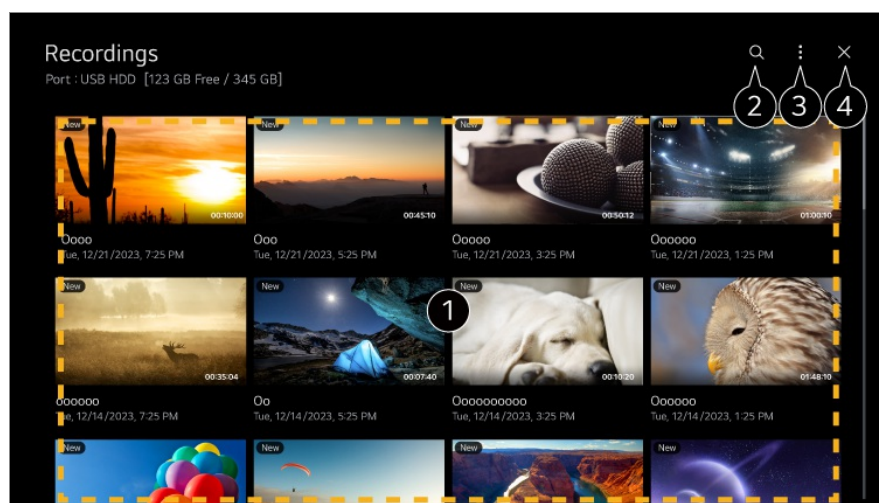 Recordings
Port : USB HDD [123 GB Free / 345 GB]
2 3 4
New New New New
00:10:00 00:45:10 00:50:12 01:00:10
Oooo Ooo Ooooo Oooooo
Tue, 12/21/2023, 7:25 PM Tue, 12/21/2023, 5:25 PM Tue, 12/21/2023, 3:25 PM Tue, 12/21/2023, 1:25 PM
New New New New
1
00:35:04 00:07:40 00:10:20 01:48:10
oooooo Oo Oooooooooo Oooooo
Tue, 12/14/2023, 7:25 PM Tue, 12/14/2023, 5:25 PM Tue, 12/14/2023, 3:25 PM Tue, 12/14/2023, 1:25 PM
New New New New